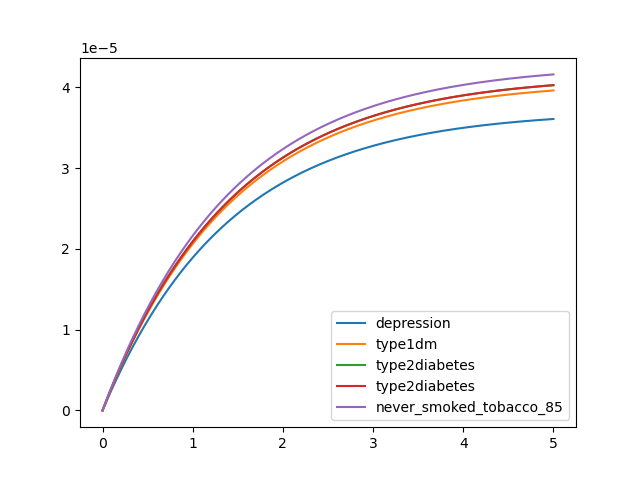 1e−5
4
3
2
1
0
0 1 2 3 4 5
depression
type1dm
type2diabetes
type2diabetes
never_smoked_tobacco_85